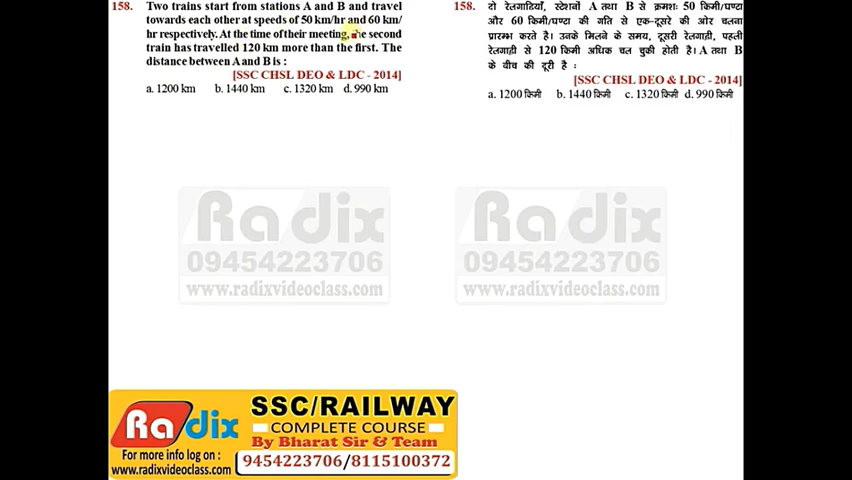 158. Two trains start from stations A and B and travel
towards each other at speeds of 50 km/hr and 60 km/
hr respectively. At the time of their meeting, the second
train has travelled 120 km more than the first. The
distance between A and B is :
[SSC CHSL DEO & LDC - 2014]
a. 1200 km b. 1440 km c. 1320 km d. 990 km
158. दो रेलगाड़ियाँ, स्टेशनों A तथा B से क्रमशः 50 किमी/घण्टा
और 60 किमी/घण्टा की गति से एक-दूसरे की ओर चलना
प्रारम्भ करते है। उनके मिलने के समय, दूसरी रेलगाड़ी, पहली
रेलगाड़ी से 120 किमी अधिक चल चुकी होती है। A तथा B
के बीच की दूरी है :
[SSC CHSL DEO & LDC - 2014]
a. 1200 किमी b. 1440 किमी c. 1320 किमी d. 990 किमी
Radix
09454223706
www.radixvideoclass.com
Radix
09454223706
www.radixvideoclass.com
Radix
For more info log on :
www.radixvideoclass.com
SSC/RAILWAY
COMPLETE COURSE
By Bharat Sir & Team
9454223706/8115100372